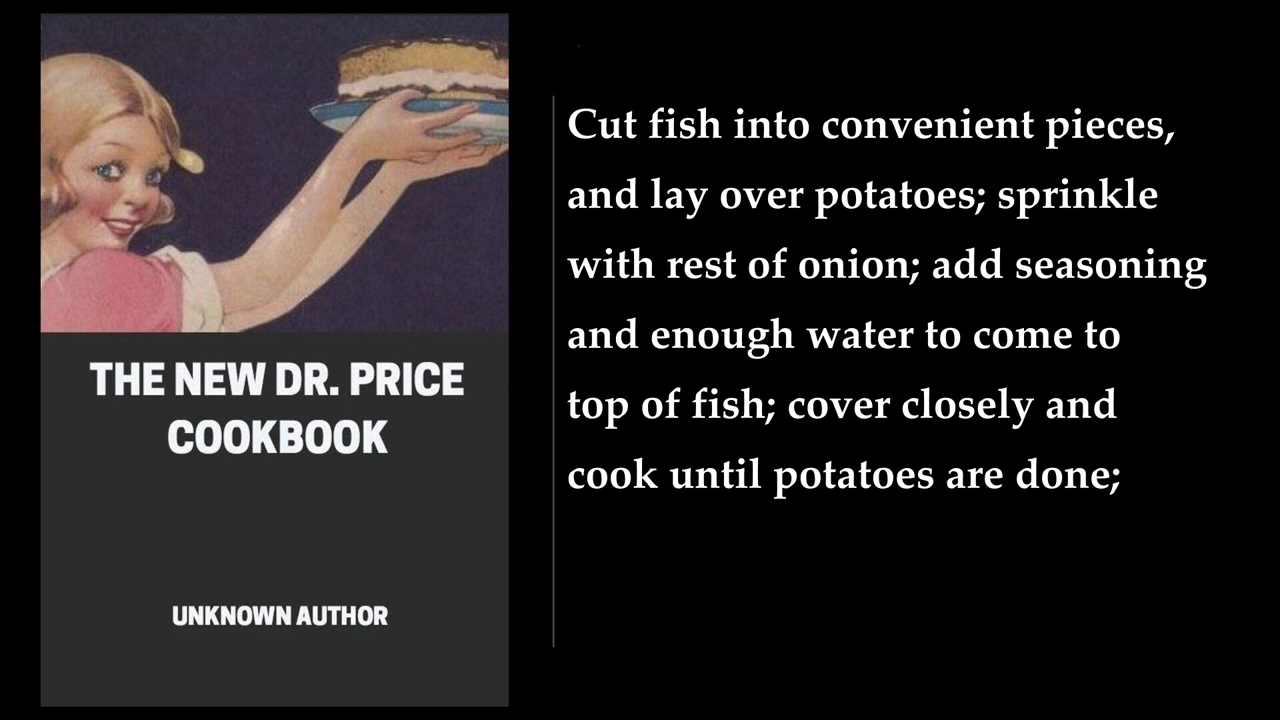 THE NEW DR. PRICE
COOKBOOK
UNKNOWN AUTHOR
Cut fish into convenient pieces,
and lay over potatoes; sprinkle
with rest of onion; add seasoning
and enough water to come to
top of fish; cover closely and
cook until potatoes are done;